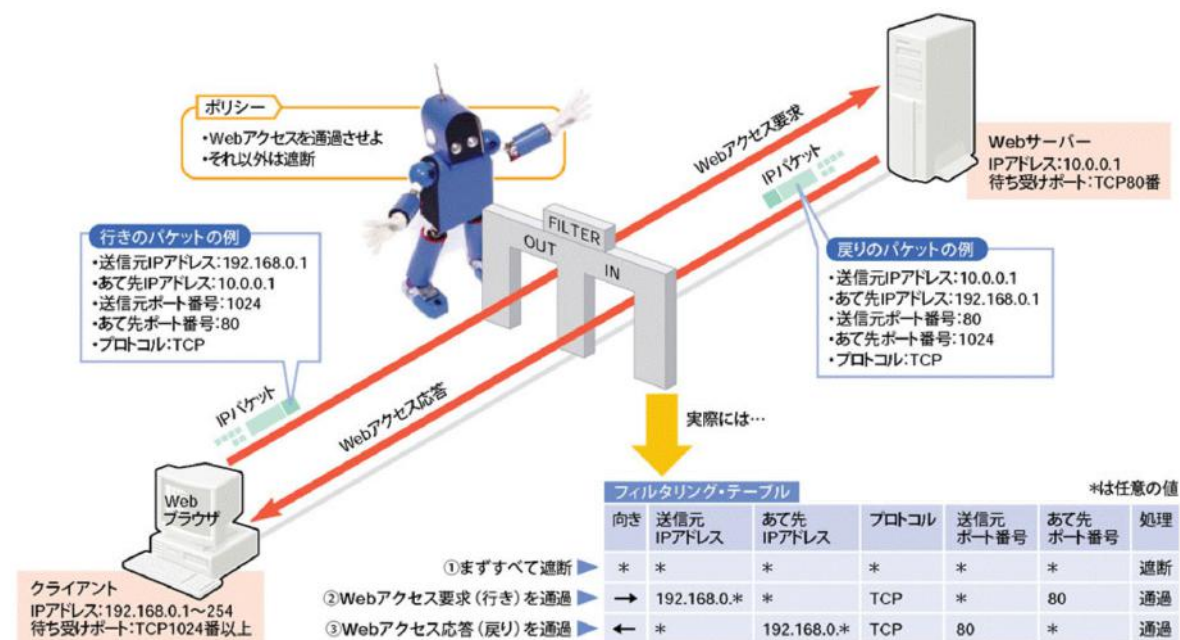 ポリシー
・Webアクセスを通過させよ
・それ以外は遮断
Webアクセス要求
IPパケット
Webサーバー
IPアドレス:10.0.0.1
待ち受けポート:TCP80番
行きのパケットの例
・送信元IPアドレス:192.168.0.1
・あて先IPアドレス:10.0.0.1
・送信元ポート番号:1024
・あて先ポート番号:80
・プロトコル:TCP
FILTER
OUT
IN
戻りのパケットの例
・送信元IPアドレス:10.0.0.1
・あて先IPアドレス:192.168.0.1
・送信元ポート番号:80
・あて先ポート番号:1024
・プロトコル:TCP
IPパケット
Webアクセス応答
実際には…
Web
ブラウザ
クライアント
IPアドレス:192.168.0.1〜254
待ち受けポート:TCP1024番以上
フィルタリング・テーブル
*は任意の値
向き 送信元IPアドレス あて先IPアドレス プロトコル 送信元ポート番号 あて先ポート番号 処理
①まずすべて遮断 * * * * * * 遮断
②Webアクセス要求(行き)を通過 → 192.168.0.* * TCP * 80 通過
③Webアクセス応答(戻り)を通過 ← * 192.168.0.* TCP 80 * 通過